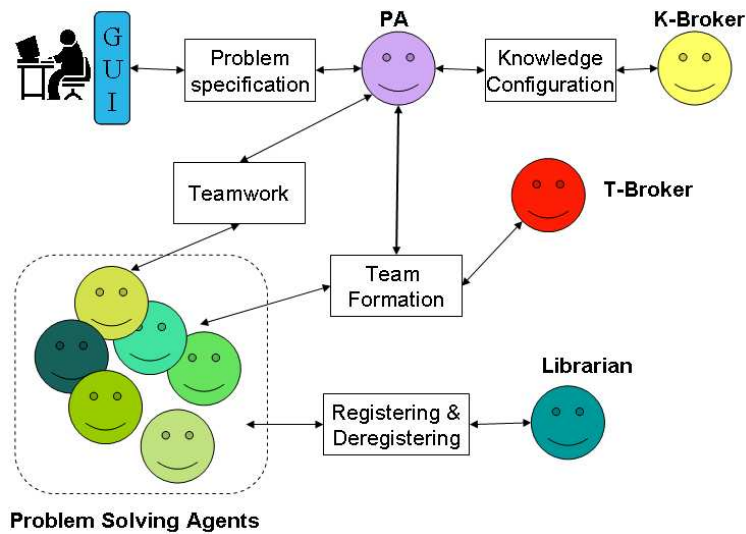 PA
K-Broker
G
U
I
Problem
specification
Knowledge
Configuration
Teamwork
T-Broker
Team
Formation
Librarian
Registering &
Deregistering
Problem Solving Agents